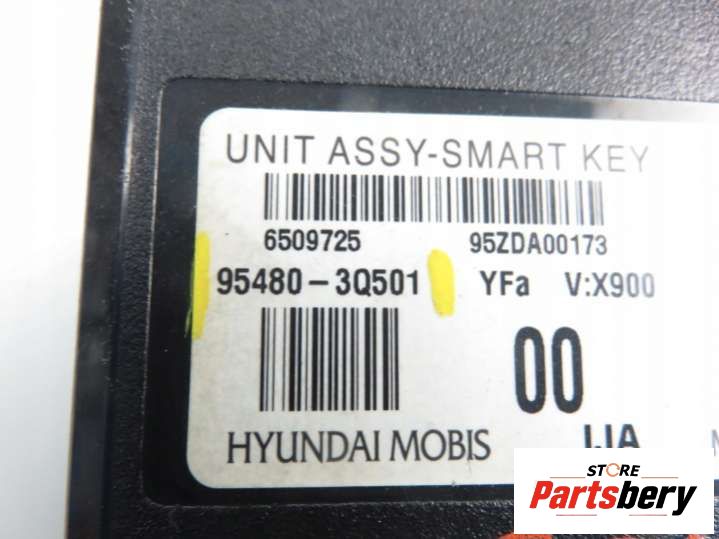 UNIT ASSY-SMART KEY
6509725 95ZDA00173
95480-3Q501 YFa V:X900
00
HYUNDAI MOBIS
STORE
Partsbery